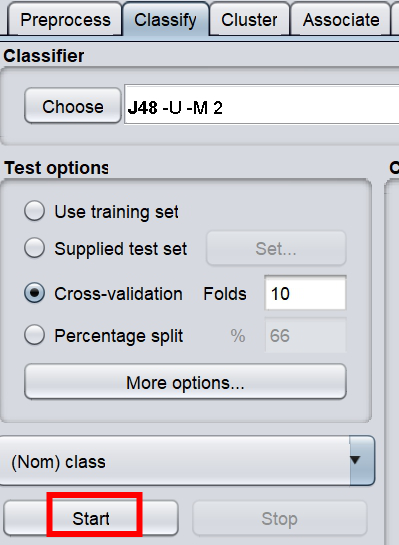 Preprocess Classify Cluster Associate
Classifier
Choose J48 -U -M 2
Test options
Use training set
Supplied test set Set...
Cross-validation Folds 10
Percentage split % 66
More options...
(Nom) class
Start Stop